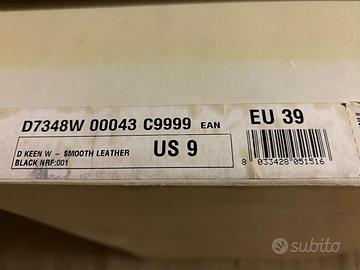 D7348W 00043 C9999 EAN
EU 39
D KEEN W - SMOOTH LEATHER
BLACK NRF:001
US 9
8 033428 051516
subito